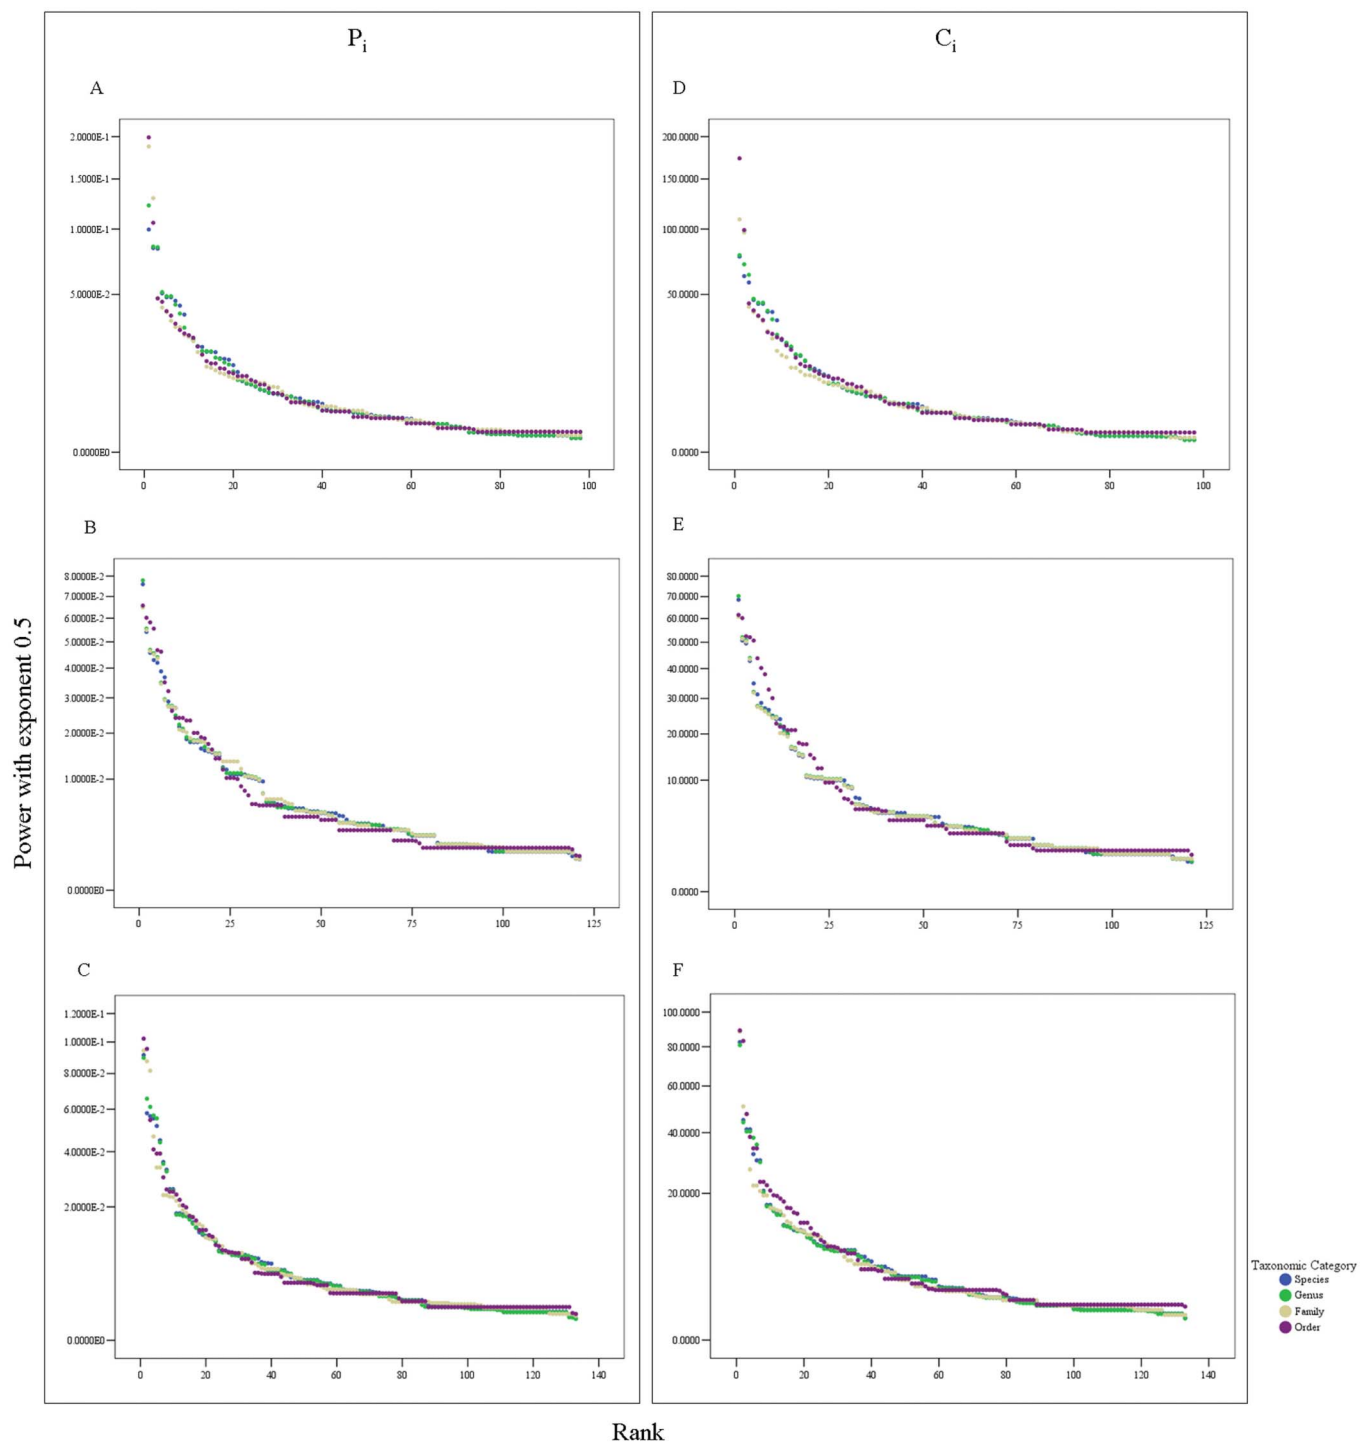 P_i
C_i
A
2.0000E-1
1.5000E-1
1.0000E-1
5.0000E-2
0.0000E0
0 20 40 60 80 100
D
200.0000
150.0000
100.0000
50.0000
0.0000
0 20 40 60 80 100
B
8.0000E-2
7.0000E-2
6.0000E-2
5.0000E-2
4.0000E-2
3.0000E-2
2.0000E-2
1.0000E-2
0.0000E0
0 25 50 75 100 125
E
80.0000
70.0000
60.0000
50.0000
40.0000
30.0000
20.0000
10.0000
0.0000
0 25 50 75 100 125
Power with exponent 0.5
C
1.2000E-1
1.0000E-1
8.0000E-2
6.0000E-2
4.0000E-2
2.0000E-2
0.0000E0
0 20 40 60 80 100 120 140
F
100.0000
80.0000
60.0000
40.0000
20.0000
0.0000
0 20 40 60 80 100 120 140
Taxonomic Category
Species
Genus
Family
Order
Rank